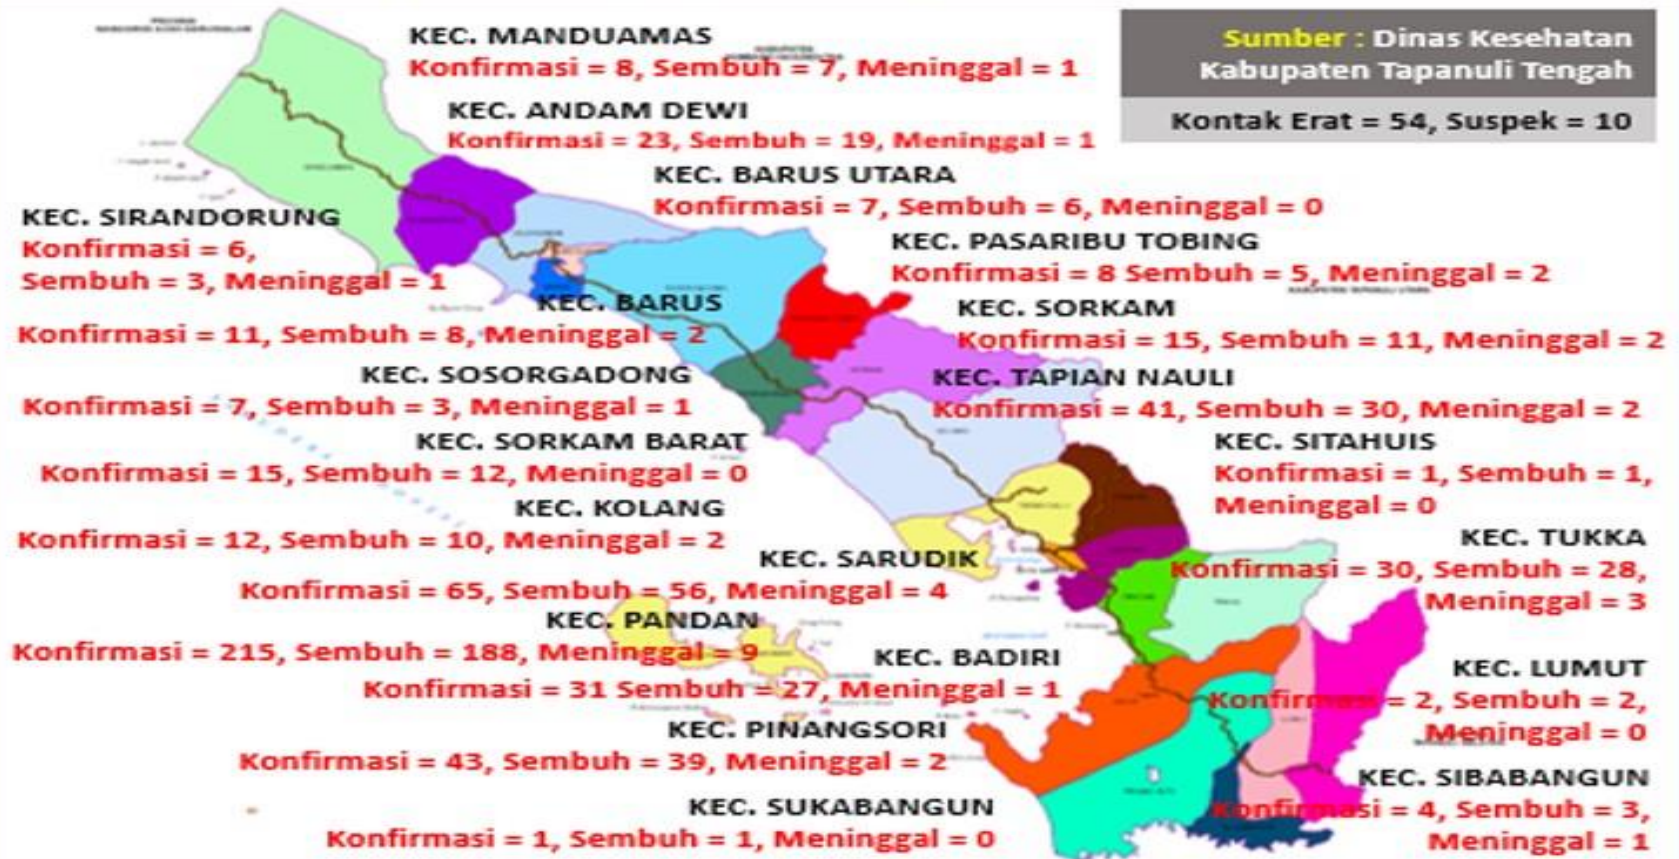 KEC. MANDUAMAS
Konfirmasi = 8, Sembuh = 7, Meninggal = 1
Sumber : Dinas Kesehatan
Kabupaten Tapanuli Tengah
Kontak Erat = 54, Suspek = 10
KEC. ANDAM DEWI
Konfirmasi = 23, Sembuh = 19, Meninggal = 1
KEC. BARUS UTARA
Konfirmasi = 7, Sembuh = 6, Meninggal = 0
KEC. SIRANDORUNG
Konfirmasi = 6,
Sembuh = 3, Meninggal = 1
KEC. PASARIBU TOBING
Konfirmasi = 8 Sembuh = 5, Meninggal = 2
KEC. BARUS
Konfirmasi = 11, Sembuh = 8, Meninggal = 2
KEC. SORKAM
Konfirmasi = 15, Sembuh = 11, Meninggal = 2
KEC. SOSORGADONG
Konfirmasi = 7, Sembuh = 3, Meninggal = 1
KEC. TAPIAN NAULI
Konfirmasi = 41, Sembuh = 30, Meninggal = 2
KEC. SORKAM BARAT
Konfirmasi = 15, Sembuh = 12, Meninggal = 0
KEC. SITAHUIS
Konfirmasi = 1, Sembuh = 1,
Meninggal = 0
KEC. KOLANG
Konfirmasi = 12, Sembuh = 10, Meninggal = 2
KEC. TUKKA
Konfirmasi = 30, Sembuh = 28,
Meninggal = 3
KEC. SARUDIK
Konfirmasi = 65, Sembuh = 56, Meninggal = 4
KEC. PANDAN
Konfirmasi = 215, Sembuh = 188, Meninggal = 9
KEC. BADIRI
Konfirmasi = 31 Sembuh = 27, Meninggal = 1
KEC. LUMUT
Konfirmasi = 2, Sembuh = 2,
Meninggal = 0
KEC. PINANGSORI
Konfirmasi = 43, Sembuh = 39, Meninggal = 2
KEC. SIBABANGUN
Konfirmasi = 4, Sembuh = 3,
Meninggal = 1
KEC. SUKABANGUN
Konfirmasi = 1, Sembuh = 1, Meninggal = 0